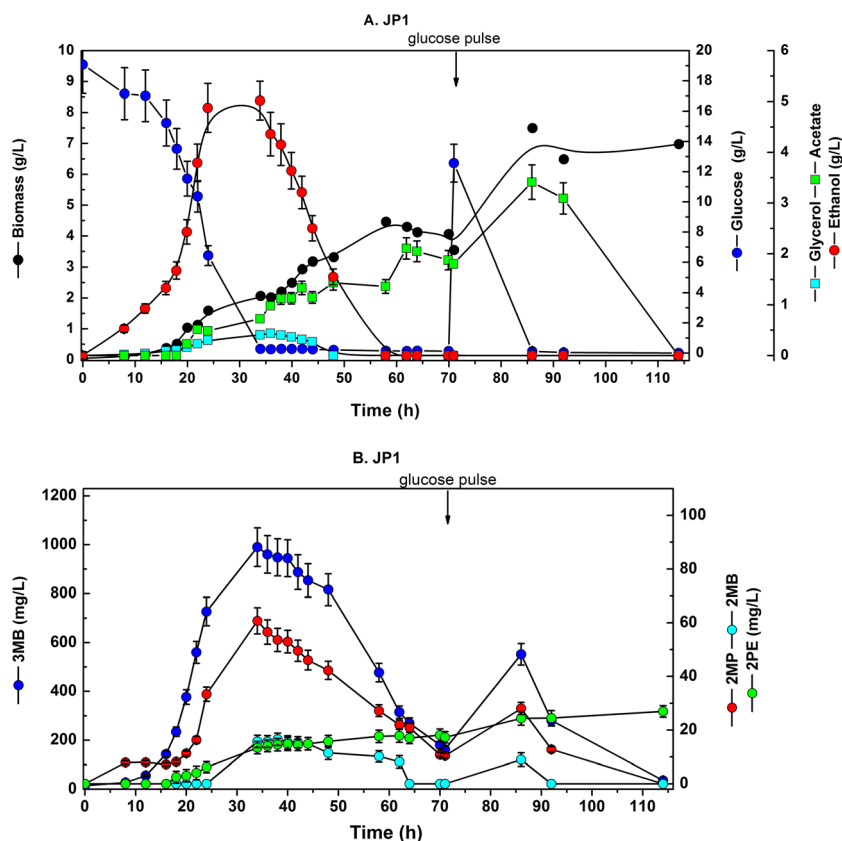 A. JP1
glucose pulse
10
9
8
7
6
5
4
3
2
1
0
Biomass (g/L)
0 10 20 30 40 50 60 70 80 90 100 110
Time (h)
20
18
16
14
12
10
8
6
4
2
0
Glucose (g/L)
6
5
4
3
2
1
0
Glycerol Acetate
Ethanol (g/L)
B. JP1
glucose pulse
1200
1000
800
600
400
200
0
3MB (mg/L)
0 10 20 30 40 50 60 70 80 90 100 110
Time (h)
100
80
60
40
20
0
2MP 2MB
2PE (mg/L)